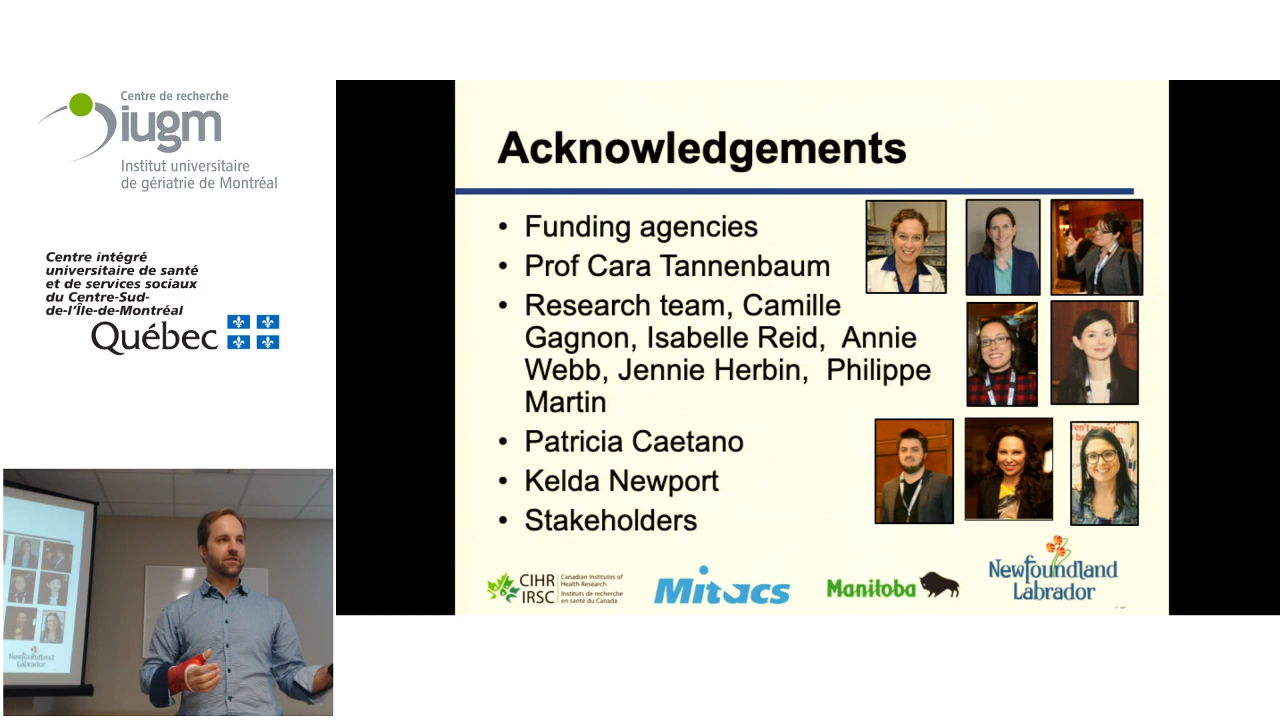 Centre de recherche
iugm
Institut universitaire
de gériatrie de Montréal
Centre intégré
universitaire de santé
et de services sociaux
du Centre-Sud-
de-l'Île-de-Montréal
Québec
Acknowledgements
• Funding agencies
• Prof Cara Tannenbaum
• Research team, Camille
Gagnon, Isabelle Reid, Annie
Webb, Jennie Herbin, Philippe
Martin
• Patricia Caetano
• Kelda Newport
• Stakeholders
CIHR
IRSC
Canadian Institutes of
Health Research
Instituts de recherche
en santé du Canada
Mitacs
Manitoba
Newfoundland
Labrador
Newfoundland
Labrador